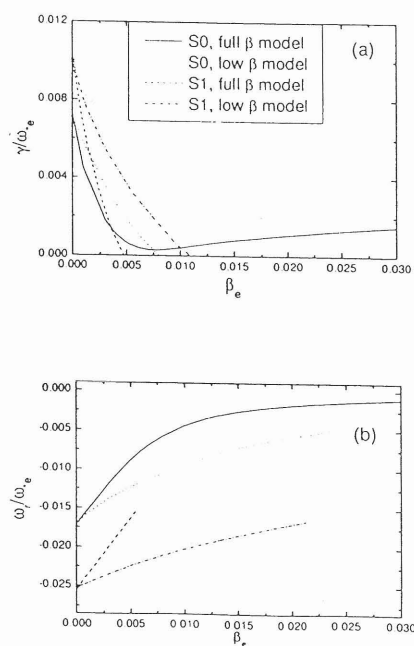 0.012
S0, full β model
(a)
S0, low β model
S1, full β model
S1, low β model
0.008
γ/ω*e
0.004
0.000
0.000 0.005 0.010 0.015 0.020 0.025 0.030
βe
0.000
(b)
-0.005
-0.010
ωr/ω*e
-0.015
-0.020
-0.025
0 000 0 005 0 010 0 015 0 020 0 025 0 030
βe